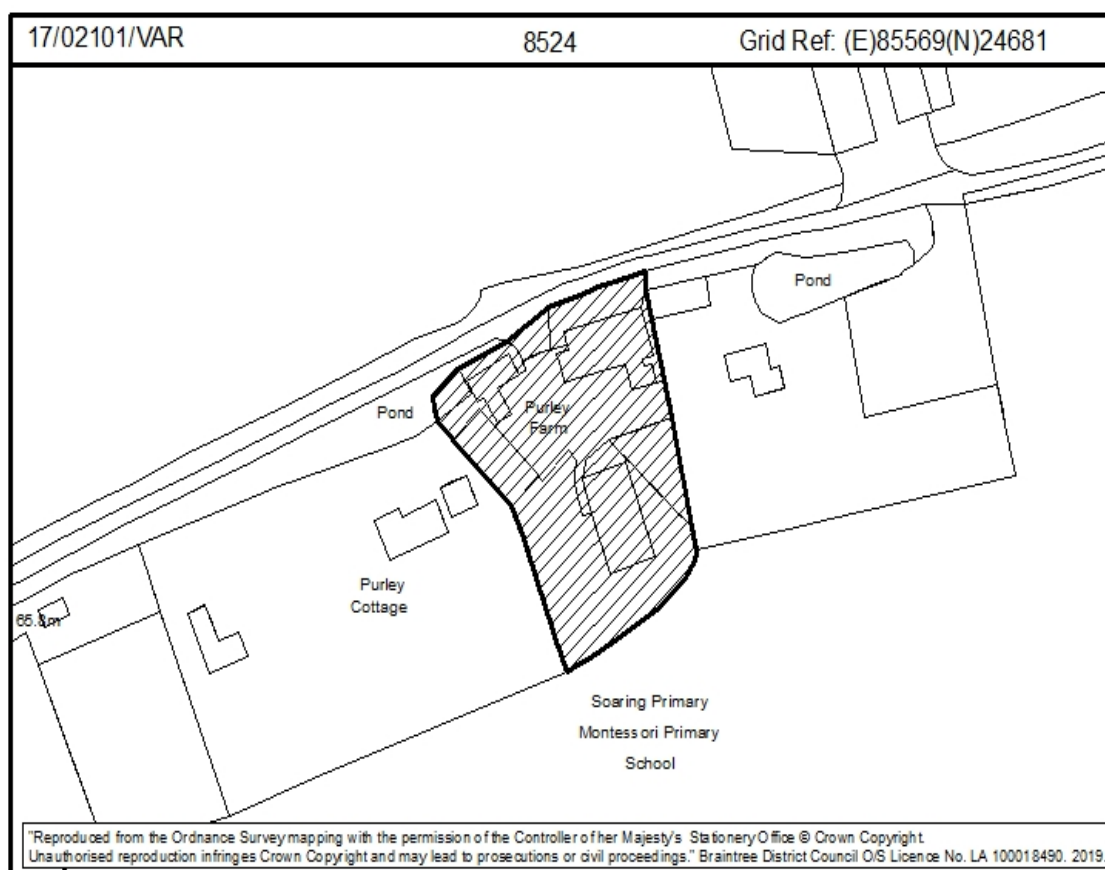 17/02101/VAR 8524 Grid Ref: (E)85569(N)24681
Pond
Pond
Purley
Farm
Purley
Cottage
65.8m
Soaring Primary
Montessori Primary
School
"Reproduced from the Ordnance Survey mapping with the permission of the Controller of her Majesty's Stationery Office © Crown Copyright.
Unauthorised reproduction infringes Crown Copyright and may lead to prosecutions or civil proceedings." Braintree District Council O/S Licence No. LA 100018490. 2019.